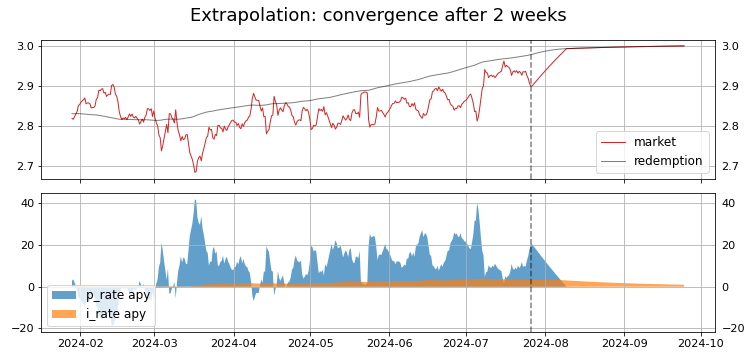 Extrapolation: convergence after 2 weeks
3.0 3.0
2.9 2.9
2.8 2.8
2.7 2.7
market
redemption
40 40
20 20
0 0
−20 −20
p_rate apy
i_rate apy
2024-02 2024-03 2024-04 2024-05 2024-06 2024-07 2024-08 2024-09 2024-10